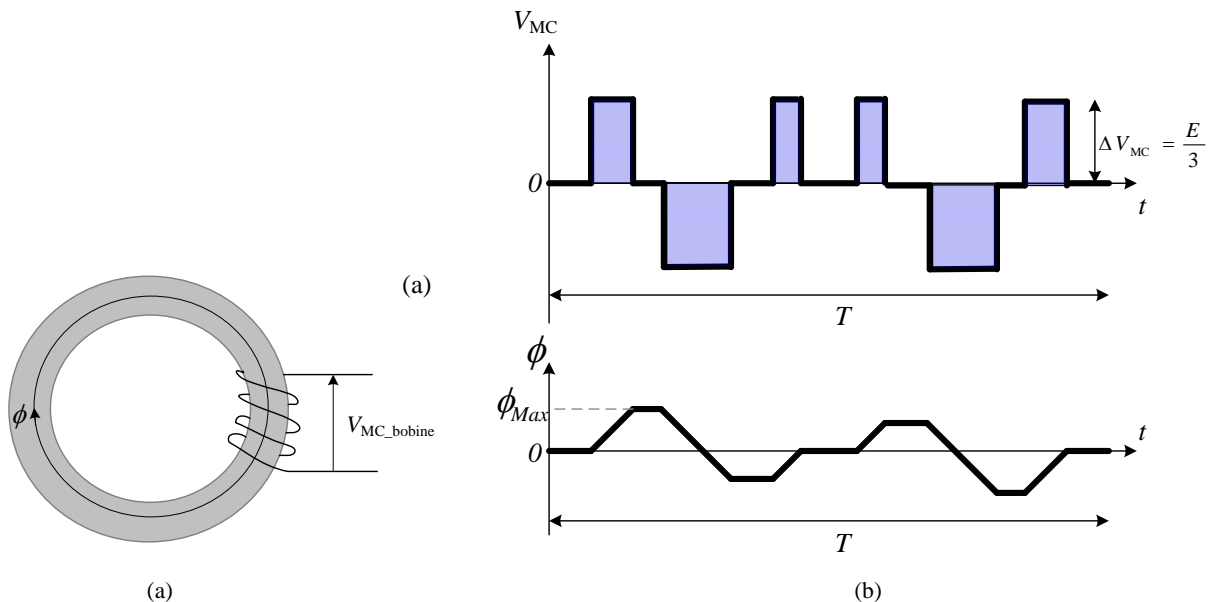 V_MC
ΔV_MC = E/3
0
t
T
(a)
ϕ
V_MC_bobine
ϕ
ϕ_Max
0
t
T
(a)
(b)